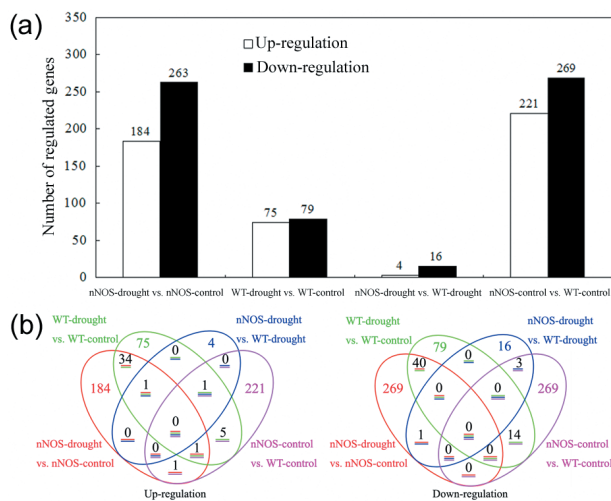 (a)
350
300
250
200
150
100
50
0
Number of regulated genes
Up-regulation
Down-regulation
184
263
75
79
4
16
221
269
nNOS-drought vs. nNOS-control
WT-drought vs. WT-control
nNOS-drought vs. WT-drought
nNOS-control vs. WT-control
(b)
WT-drought
vs. WT-control
75
nNOS-drought
vs. WT-drought
4
184
34
0
0
221
1
1
0
0
5
0
1
1
nNOS-drought
vs. nNOS-control
nNOS-control
vs. WT-control
Up-regulation
WT-drought
vs. WT-control
79
nNOS-drought
vs. WT-drought
16
269
40
0
3
269
0
0
1
0
14
0
0
0
nNOS-drought
vs. nNOS-control
nNOS-control
vs. WT-control
Down-regulation